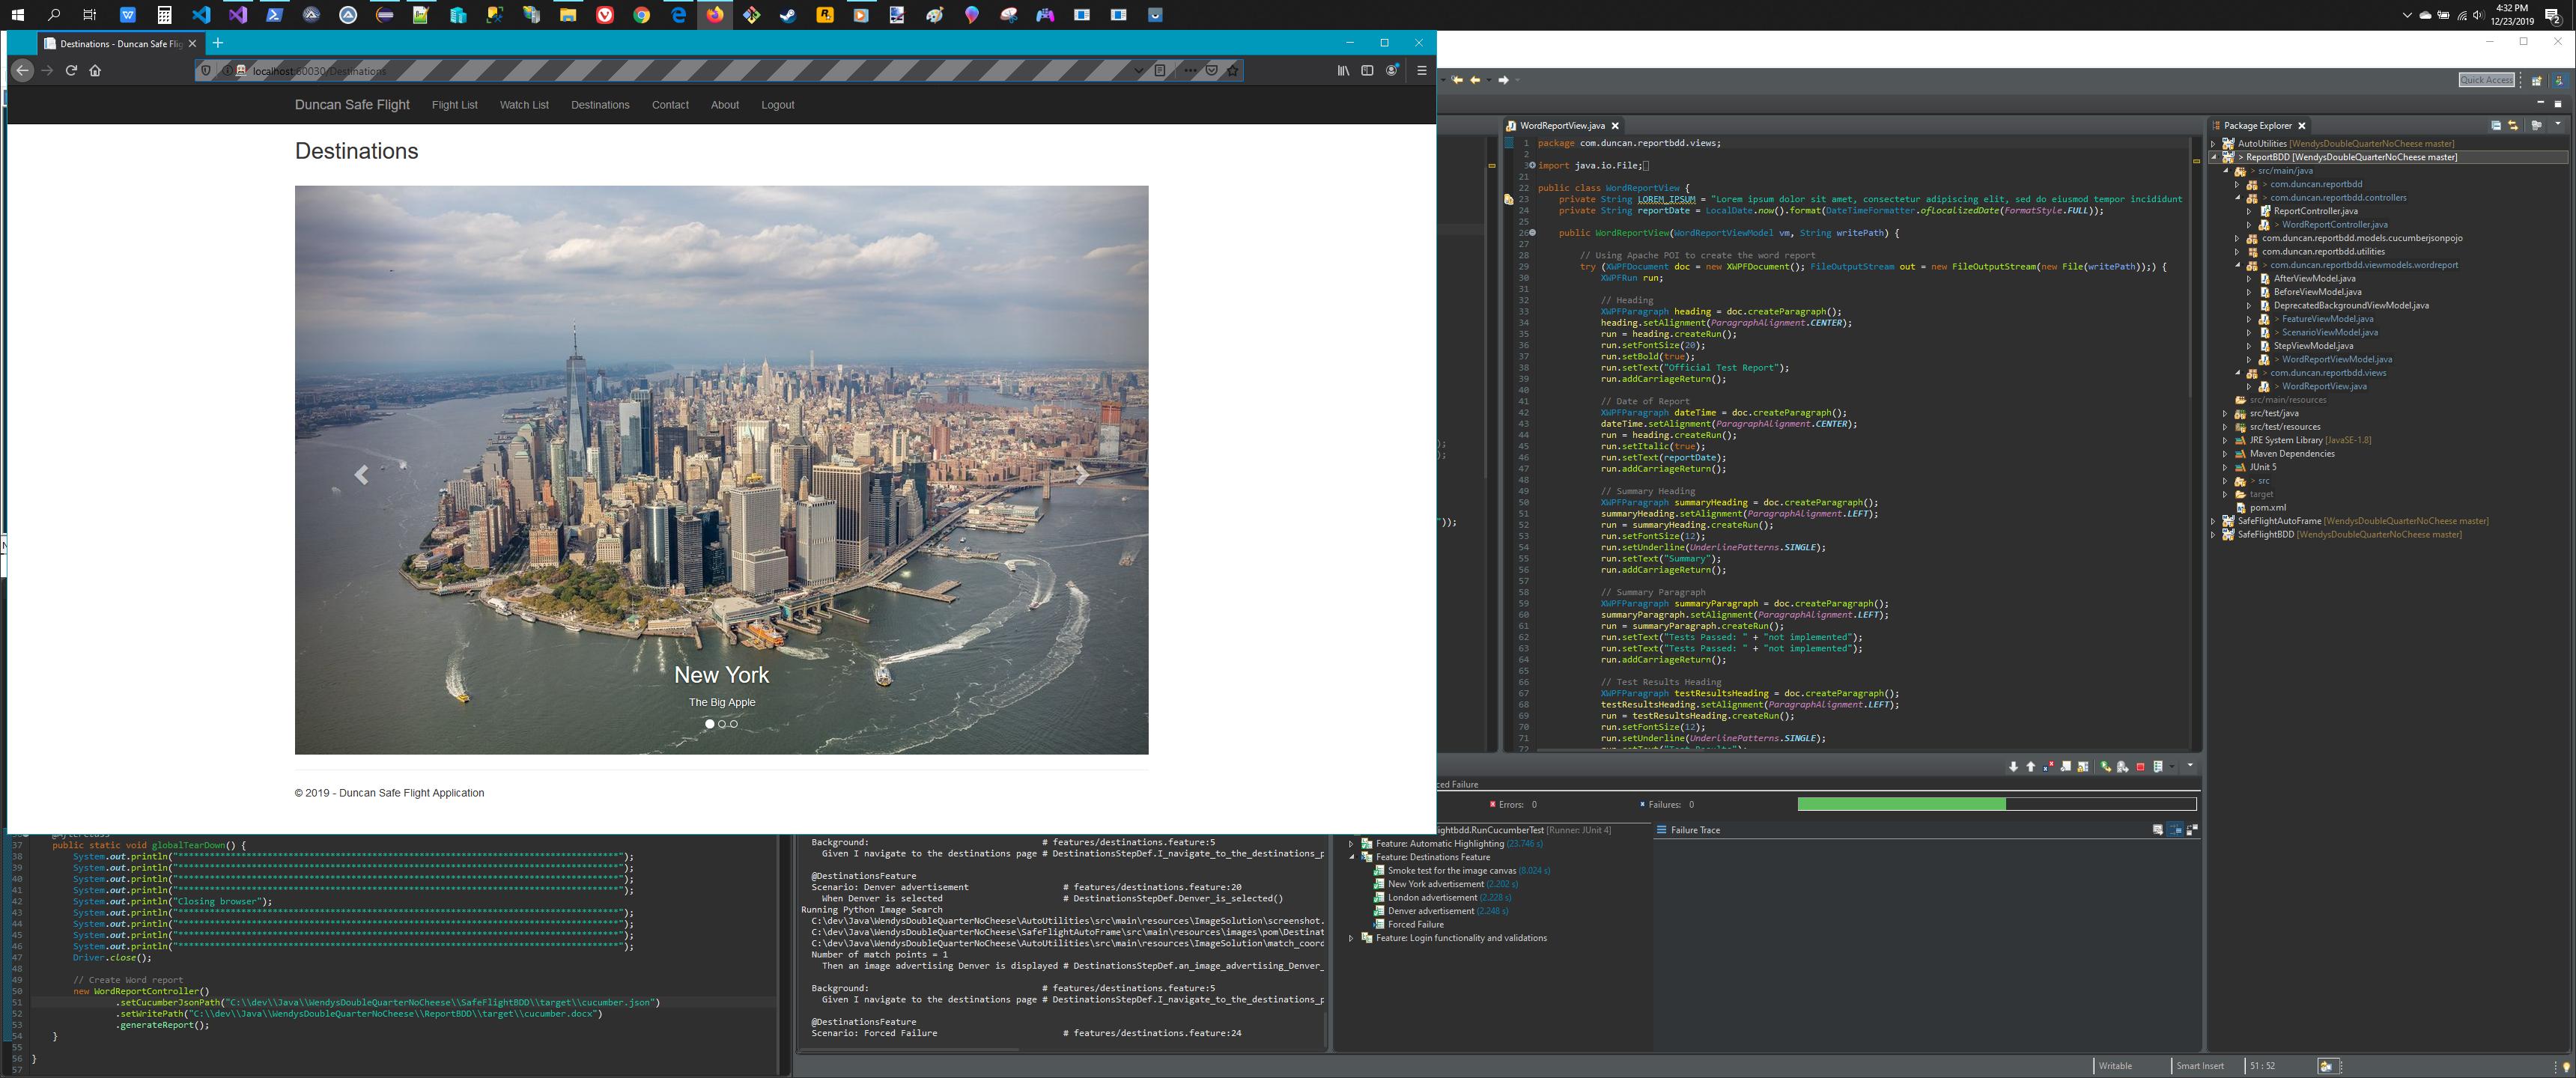 4:32 PM
12/23/2019
2
Destinations - Duncan Safe Flig
localhost:60030/Destinations
Duncan Safe Flight
Flight List
Watch List
Destinations
Contact
About
Logout
Destinations
New York
The Big Apple
© 2019 - Duncan Safe Flight Application
Quick Access
WordReportView.java
1 package com.duncan.reportbdd.views;
2
3 import java.io.File;
21
22 public class WordReportView {
23 private String LOREM_IPSUM = "Lorem ipsum dolor sit amet, consectetur adipiscing elit, sed do eiusmod tempor incididunt
24 private String reportDate = LocalDate.now().format(DateTimeFormatter.ofLocalizedDate(FormatStyle.FULL));
25
26 public WordReportView(WordReportViewModel vm, String writePath) {
27
28 // Using Apache POI to create the word report
29 try (XWPFDocument doc = new XWPFDocument(); FileOutputStream out = new FileOutputStream(new File(writePath));) {
30 XWPFRun run;
31
32 // Heading
33 XWPFParagraph heading = doc.createParagraph();
34 heading.setAlignment(ParagraphAlignment.CENTER);
35 run = heading.createRun();
36 run.setFontSize(20);
37 run.setBold(true);
38 run.setText("Official Test Report");
39 run.addCarriageReturn();
40
41 // Date of Report
42 XWPFParagraph dateTime = doc.createParagraph();
43 dateTime.setAlignment(ParagraphAlignment.CENTER);
44 run = heading.createRun();
45 run.setItalic(true);
46 run.setText(reportDate);
47 run.addCarriageReturn();
48
49 // Summary Heading
50 XWPFParagraph summaryHeading = doc.createParagraph();
51 summaryHeading.setAlignment(ParagraphAlignment.LEFT);
52 run = summaryHeading.createRun();
53 run.setFontSize(12);
54 run.setUnderline(UnderlinePatterns.SINGLE);
55 run.setText("Summary");
56 run.addCarriageReturn();
57
58 // Summary Paragraph
59 XWPFParagraph summaryParagraph = doc.createParagraph();
60 summaryParagraph.setAlignment(ParagraphAlignment.LEFT);
61 run = summaryParagraph.createRun();
62 run.setText("Tests Passed: " + "not implemented");
63 run.setText("Tests Passed: " + "not implemented");
64 run.addCarriageReturn();
65
66 // Test Results Heading
67 XWPFParagraph testResultsHeading = doc.createParagraph();
68 testResultsHeading.setAlignment(ParagraphAlignment.LEFT);
69 run = testResultsHeading.createRun();
70 run.setFontSize(12);
71 run.setUnderline(UnderlinePatterns.SINGLE);
72 run.setText("Test Results");
Package Explorer
AutoUtilities [WendysDoubleQuarterNoCheese master]
> ReportBDD [WendysDoubleQuarterNoCheese master]
> src/main/java
> com.duncan.reportbdd
> com.duncan.reportbdd.controllers
ReportController.java
> WordReportController.java
com.duncan.reportbdd.models.cucumberjsonpojo
com.duncan.reportbdd.utilities
> com.duncan.reportbdd.viewmodels.wordreport
AfterViewModel.java
BeforeViewModel.java
DeprecatedBackgroundViewModel.java
> FeatureViewModel.java
> ScenarioViewModel.java
StepViewModel.java
> WordReportViewModel.java
> com.duncan.reportbdd.views
> WordReportView.java
src/main/resources
src/test/java
src/test/resources
JRE System Library [JavaSE-1.8]
Maven Dependencies
JUnit 5
> src
target
pom.xml
SafeFlightAutoFrame [WendysDoubleQuarterNoCheese master]
SafeFlightBDD [WendysDoubleQuarterNoCheese master]
ced Failure
Errors: 0
Failures: 0
ightbdd.RunCucumberTest [Runner: JUnit 4]
Feature: Automatic Highlighting (23.746 s)
Feature: Destinations Feature
Smoke test for the image canvas (8.024 s)
New York advertisement (2.202 s)
London advertisement (2.228 s)
Denver advertisement (2.248 s)
Forced Failure
Feature: Login functionality and validations
Failure Trace
@AfterClass
37 public static void globalTearDown() {
38 System.out.println("************************************************************************************");
39 System.out.println("************************************************************************************");
40 System.out.println("************************************************************************************");
41 System.out.println("************************************************************************************");
42 System.out.println("Closing browser");
43 System.out.println("************************************************************************************");
44 System.out.println("************************************************************************************");
45 System.out.println("************************************************************************************");
46 System.out.println("************************************************************************************");
47 Driver.close();
48
49 // Create Word report
50 new WordReportController()
51 .setCucumberJsonPath("C:\\dev\\Java\\WendysDoubleQuarterNoCheese\\SafeFlightBDD\\target\\cucumber.json")
52 .setWritePath("C:\\dev\\Java\\WendysDoubleQuarterNoCheese\\ReportBDD\\target\\cucumber.docx")
53 .generateReport();
54 }
55
56 }
57
Background: # features/destinations.feature:5
Given I navigate to the destinations page # DestinationsStepDef.I_navigate_to_the_destinations_p
@DestinationsFeature
Scenario: Denver advertisement # features/destinations.feature:20
When Denver is selected # DestinationsStepDef.Denver_is_selected()
Running Python Image Search
C:\dev\Java\WendysDoubleQuarterNoCheese\AutoUtilities\src\main\resources\ImageSolution\screenshot.
C:\dev\Java\WendysDoubleQuarterNoCheese\SafeFlightAutoFrame\src\main\resources\images\pom\Destinat
C:\dev\Java\WendysDoubleQuarterNoCheese\AutoUtilities\src\main\resources\ImageSolution\match_coord
Number of match points = 1
Then an image advertising Denver is displayed # DestinationsStepDef.an_image_advertising_Denver_
Background: # features/destinations.feature:5
Given I navigate to the destinations page # DestinationsStepDef.I_navigate_to_the_destinations_p
@DestinationsFeature
Scenario: Forced Failure # features/destinations.feature:24
Writable
Smart Insert
51 : 52